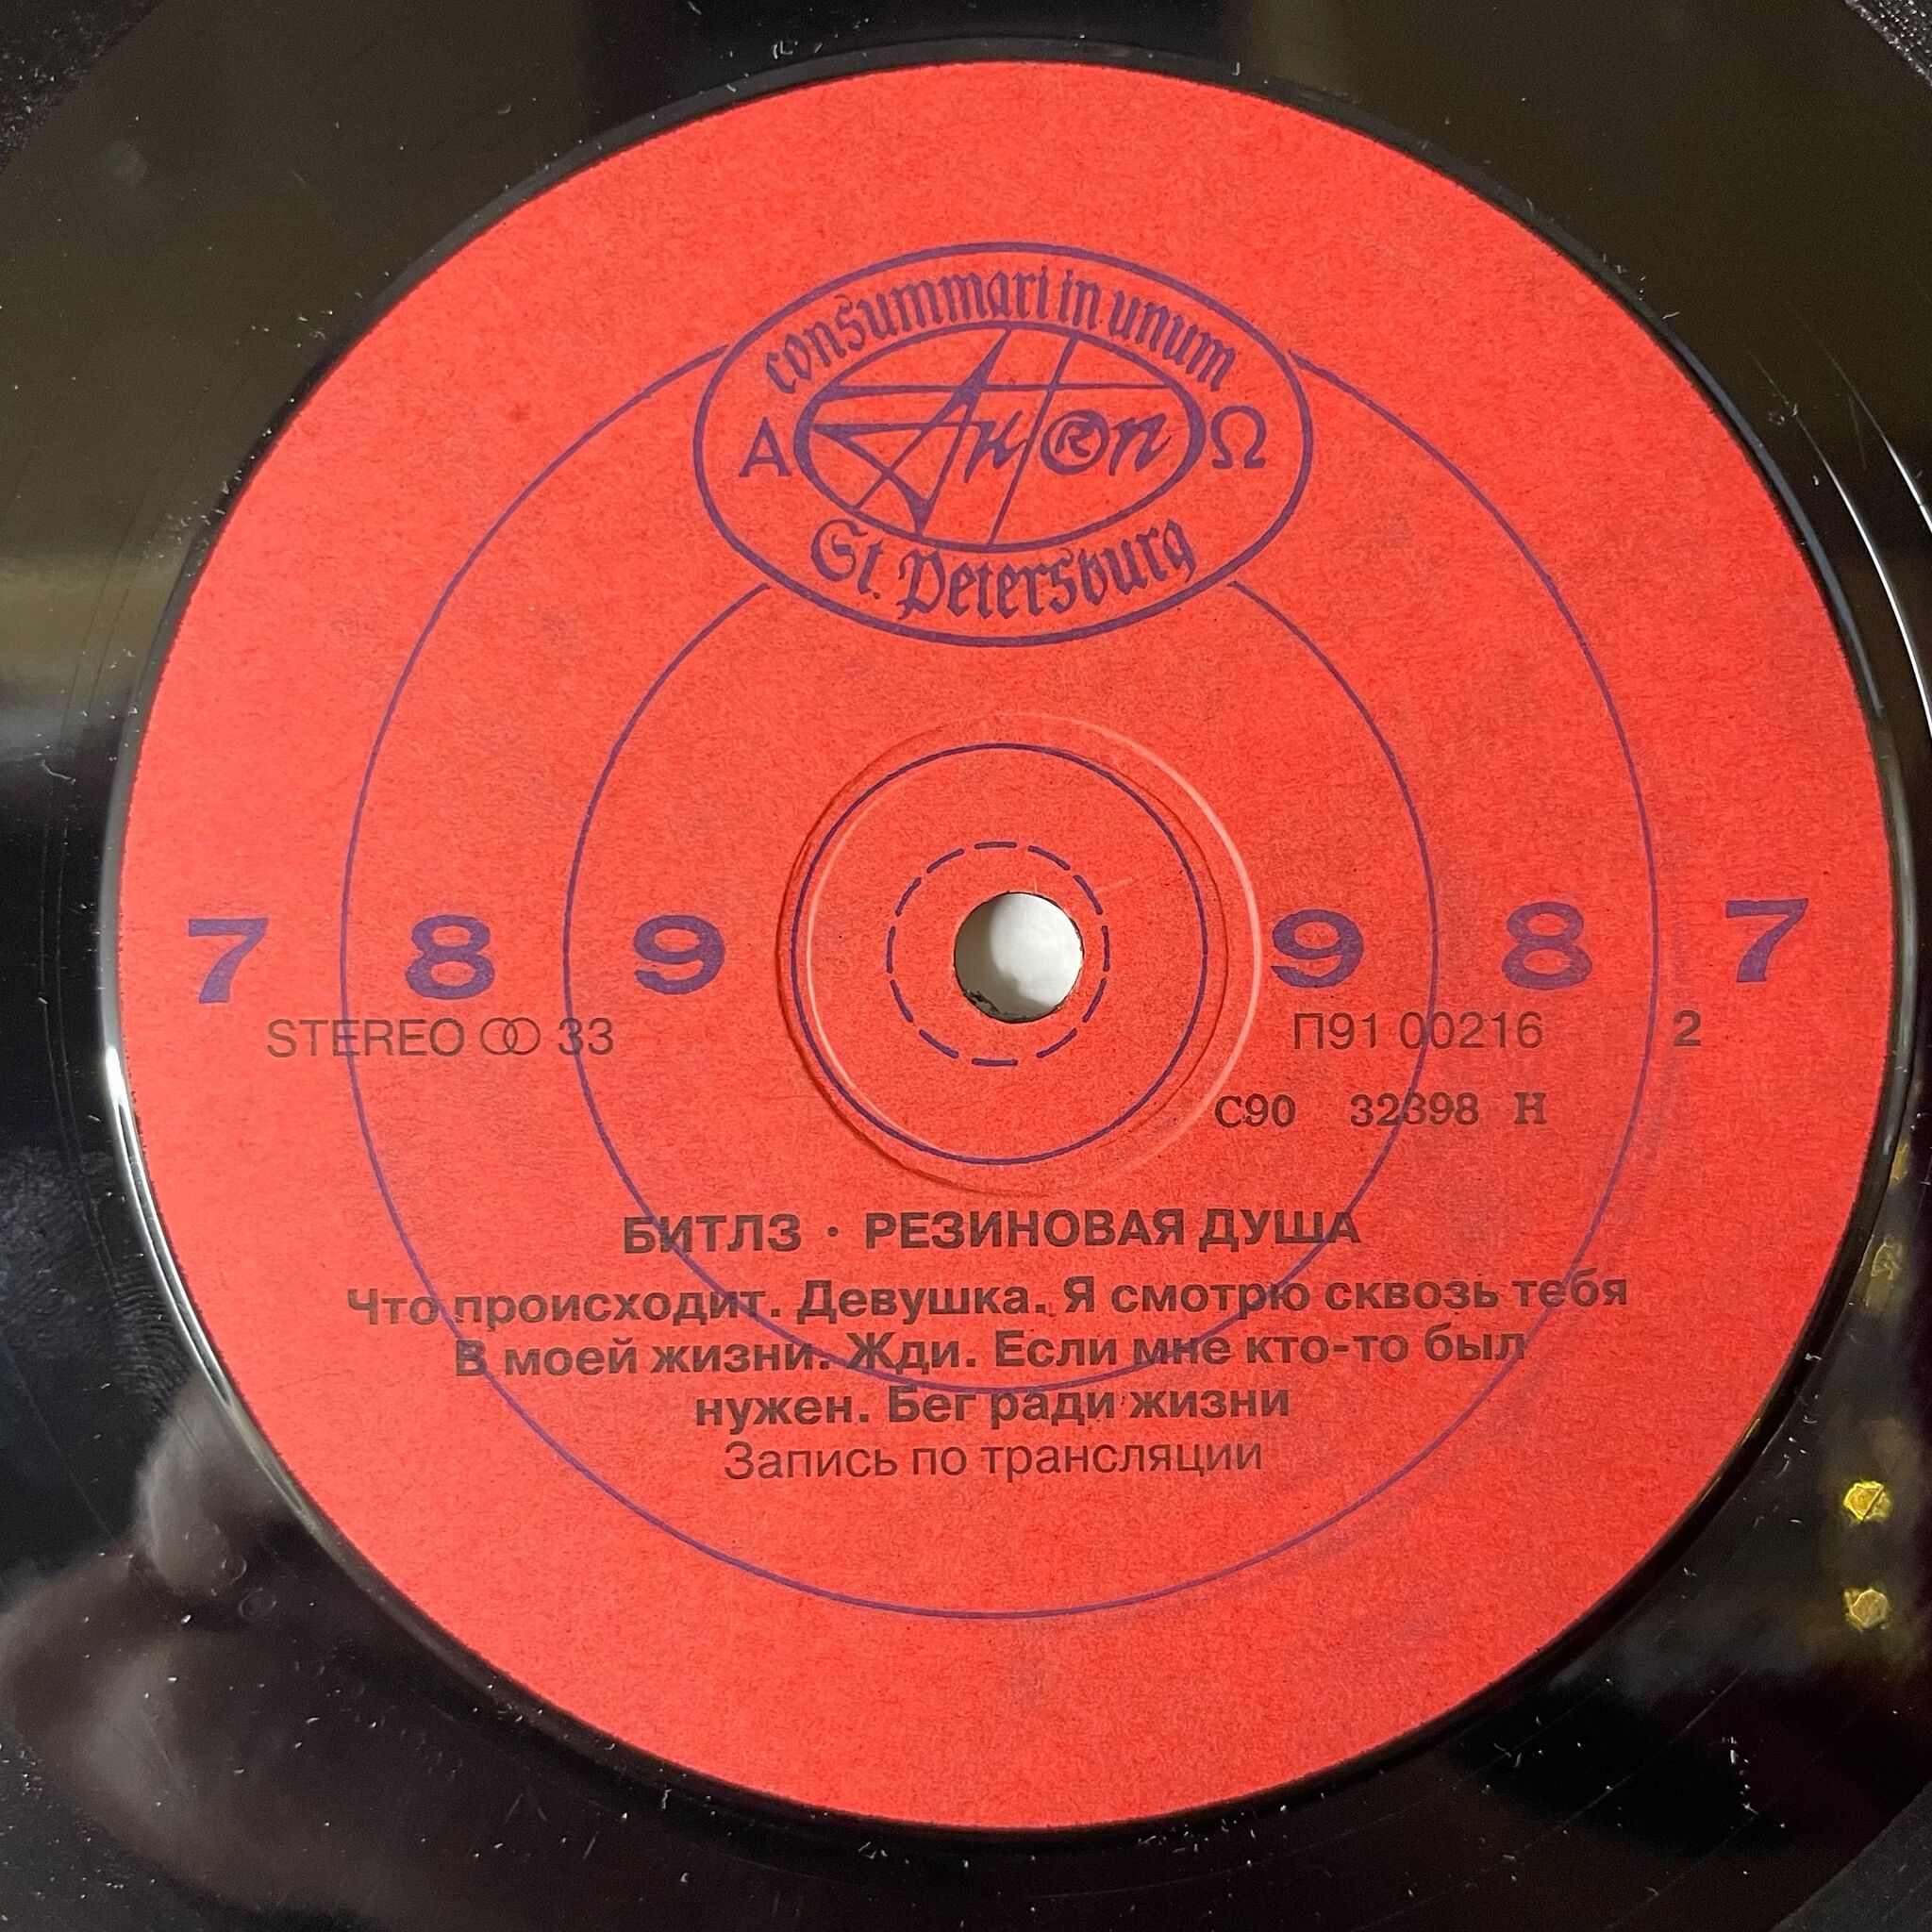 consummari in unum
Α AnTRop Ω
St. Petersburg
7 8 9 9 8 7
STEREO 33 П91 00216 2
С90 32398 Н
БИТЛЗ · РЕЗИНОВАЯ ДУША
Что происходит. Девушка. Я смотрю сквозь тебя
В моей жизни. Жди. Если мне кто-то был
нужен. Бег ради жизни
Запись по трансляции